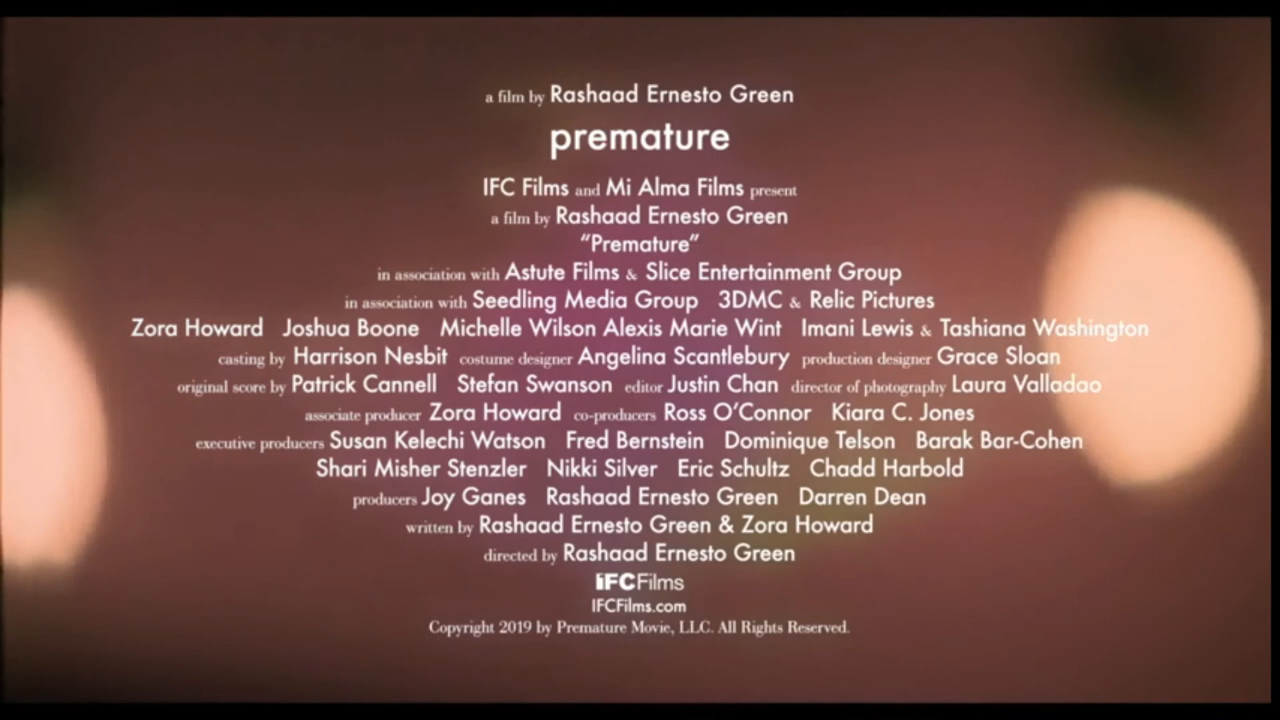 a film by Rashaad Ernesto Green
premature
IFC Films and Mi Alma Films present
a film by Rashaad Ernesto Green
“Premature”
in association with Astute Films & Slice Entertainment Group
in association with Seedling Media Group 3DMC & Relic Pictures
Zora Howard Joshua Boone Michelle Wilson Alexis Marie Wint Imani Lewis & Tashiana Washington
casting by Harrison Nesbit costume designer Angelina Scantlebury production designer Grace Sloan
original score by Patrick Cannell Stefan Swanson editor Justin Chan director of photography Laura Valladao
associate producer Zora Howard co-producers Ross O’Connor Kiara C. Jones
executive producers Susan Kelechi Watson Fred Bernstein Dominique Telson Barak Bar-Cohen
Shari Misher Stenzler Nikki Silver Eric Schultz Chadd Harbold
producers Joy Ganes Rashaad Ernesto Green Darren Dean
written by Rashaad Ernesto Green & Zora Howard
directed by Rashaad Ernesto Green
IFC Films
IFCFilms.com
Copyright 2019 by Premature Movie, LLC. All Rights Reserved.